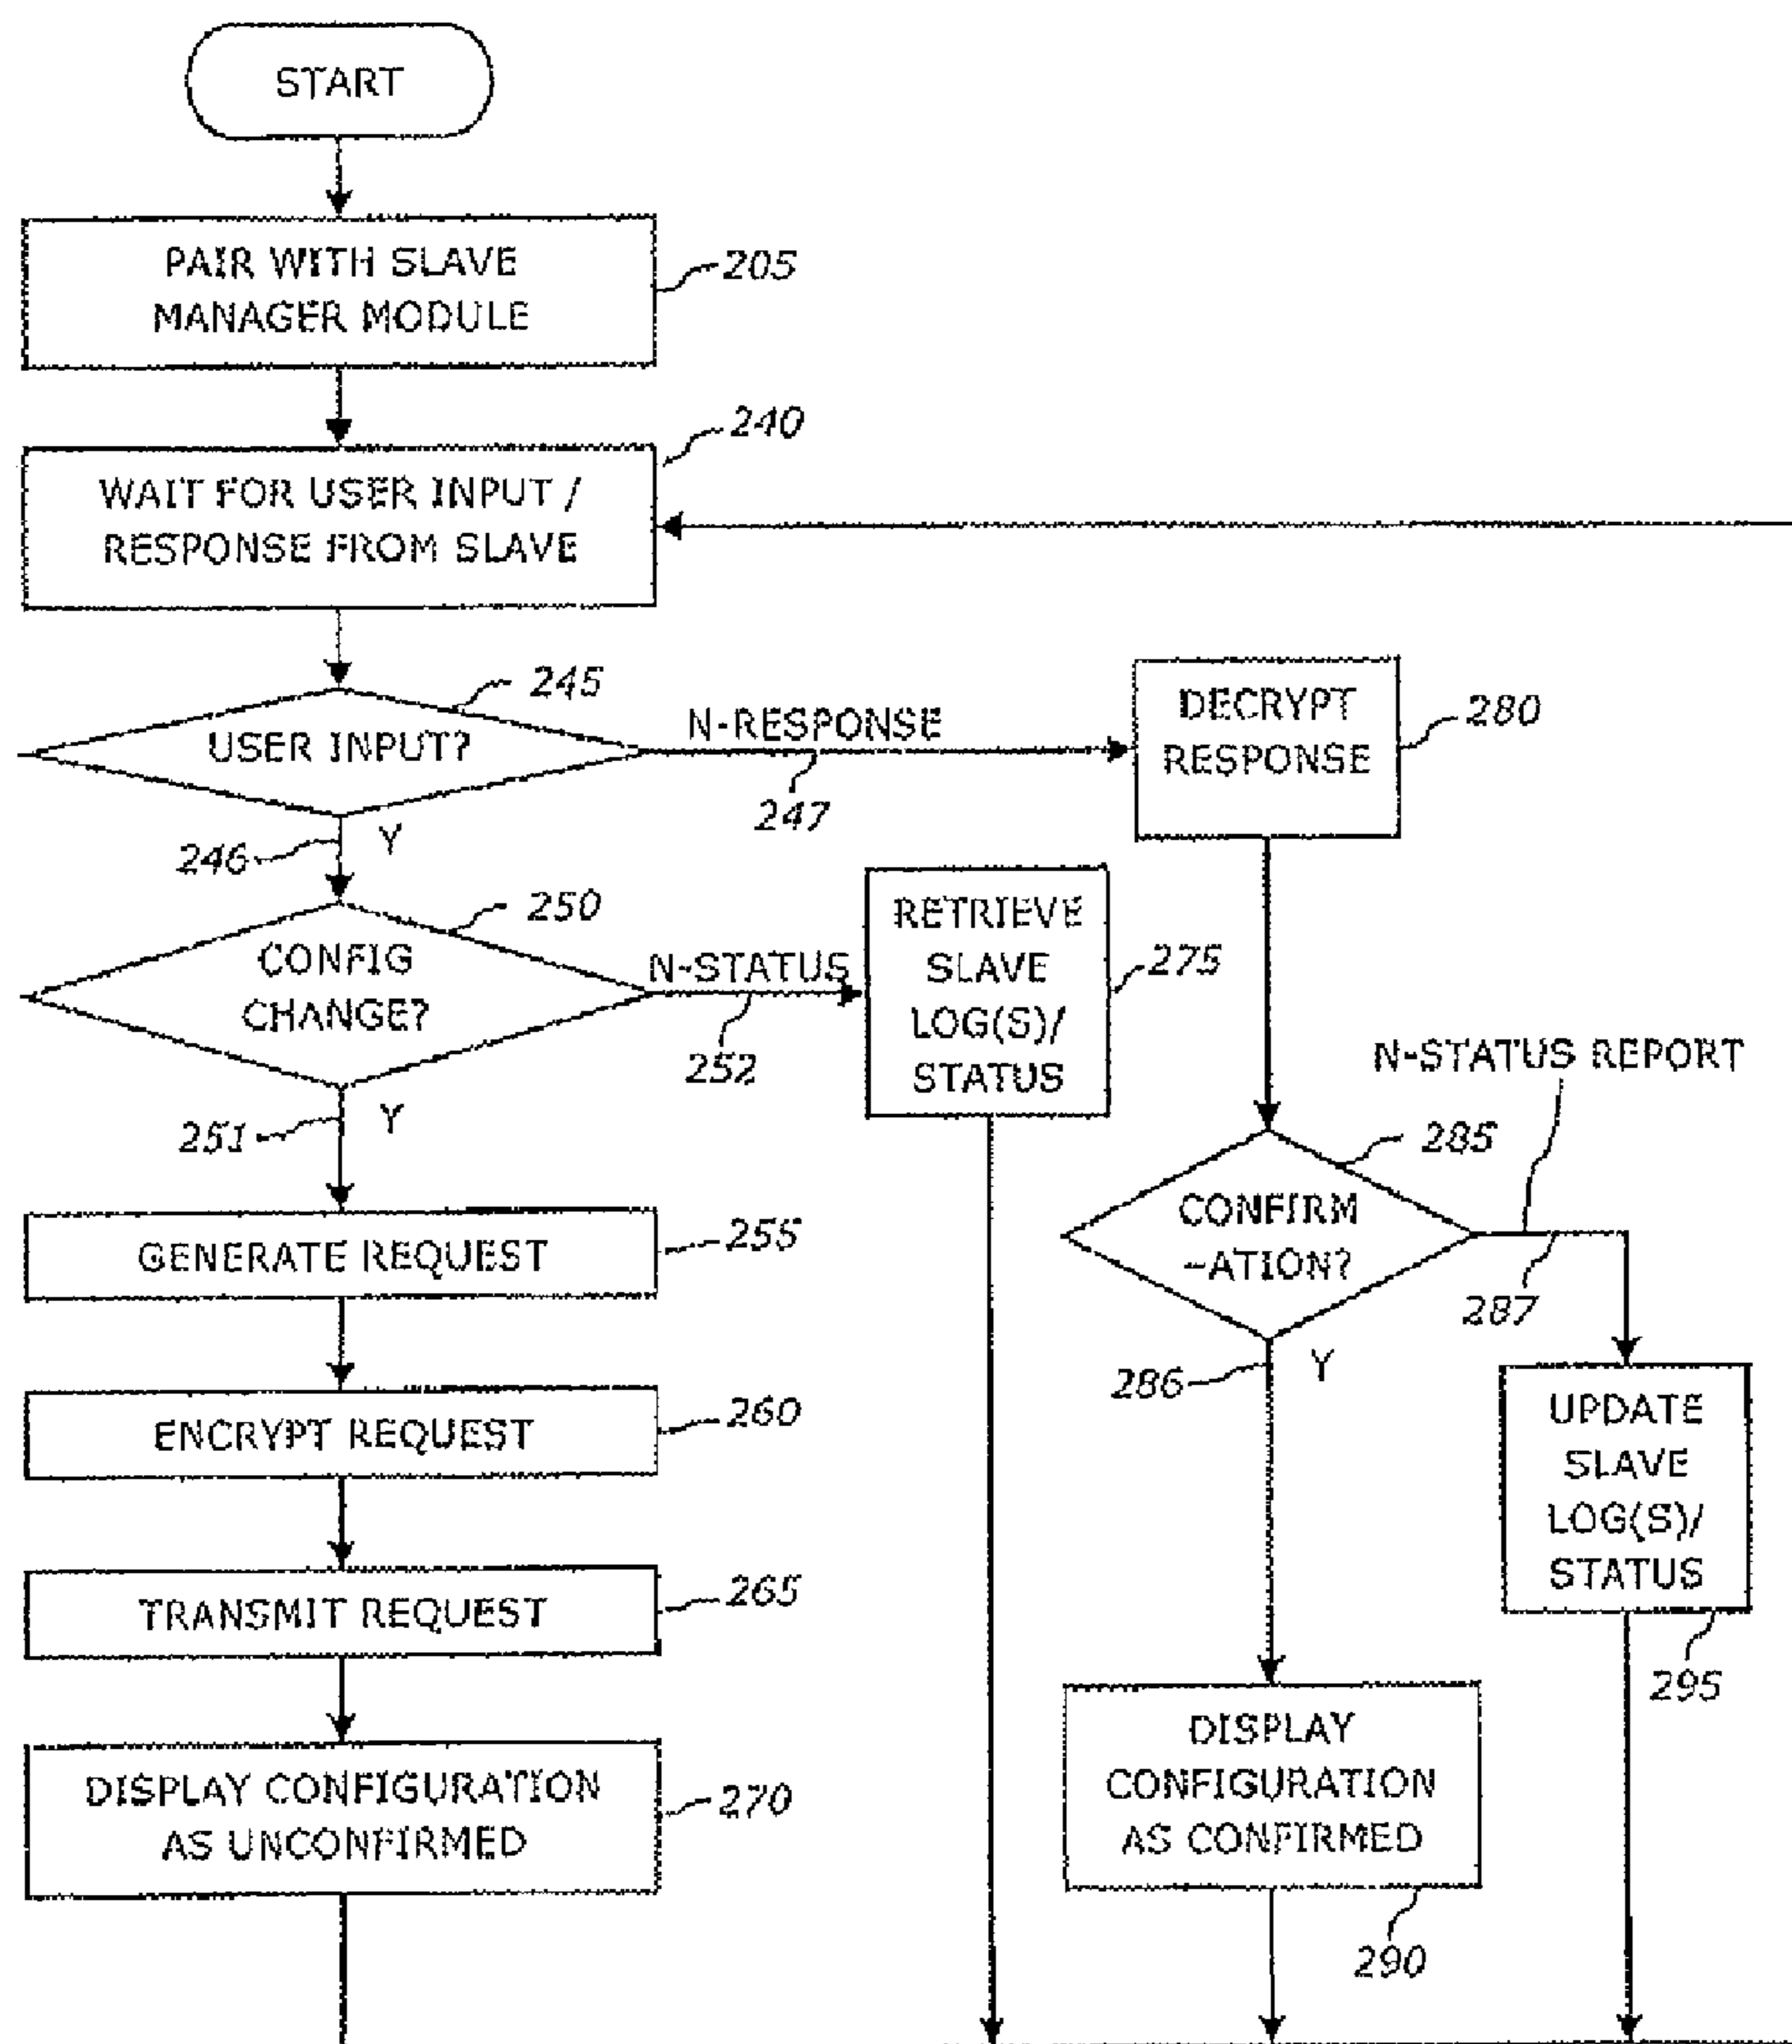 START
PAIR WITH SLAVE
MANAGER MODULE
205
240
WAIT FOR USER INPUT /
RESPONSE FROM SLAVE
245
USER INPUT?
N-RESPONSE
247
DECRYPT
RESPONSE
280
246
Y
250
CONFIG
CHANGE?
N-STATUS
252
RETRIEVE
SLAVE
LOG(S)/
STATUS
275
N-STATUS REPORT
251
Y
285
CONFIRM
-ATION?
287
GENERATE REQUEST
255
286
Y
ENCRYPT REQUEST
260
UPDATE
SLAVE
LOG(S)/
STATUS
295
TRANSMIT REQUEST
265
DISPLAY CONFIGURATION
AS UNCONFIRMED
270
DISPLAY
CONFIGURATION
AS CONFIRMED
290